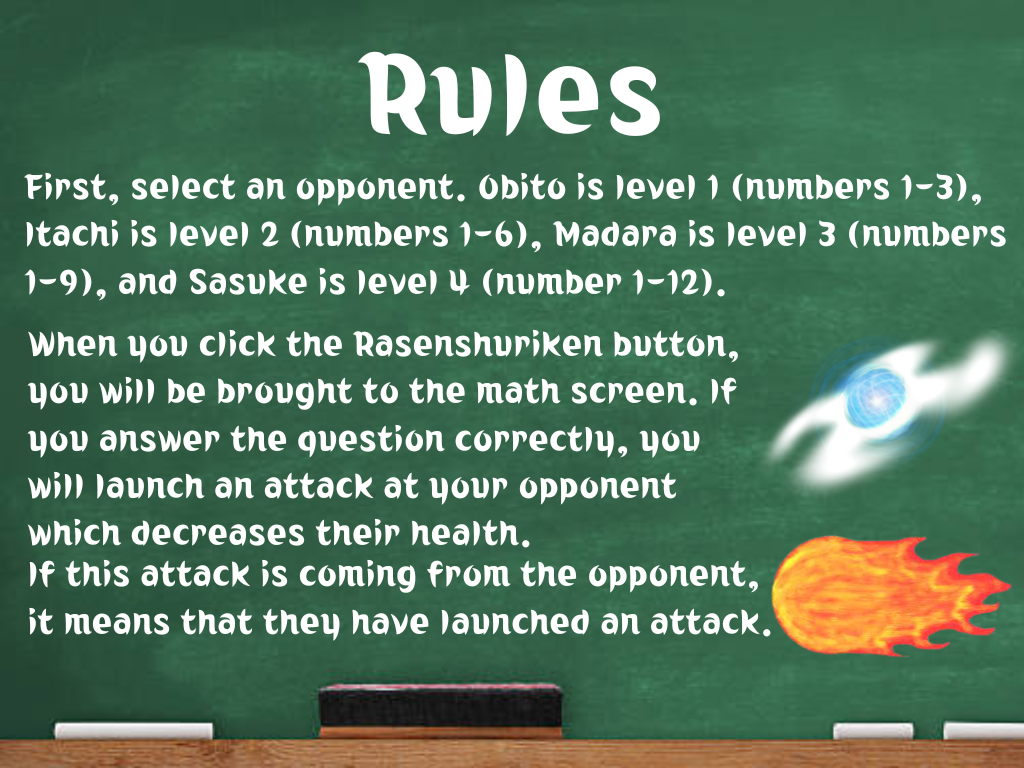 Rules
First, select an opponent. Obito is level 1 (numbers 1-3),
Itachi is level 2 (numbers 1-6), Madara is level 3 (numbers
1-9), and Sasuke is level 4 (number 1-12).
When you click the Rasenshuriken button,
you will be brought to the math screen. If
you answer the question correctly, you
will launch an attack at your opponent
which decreases their health.
If this attack is coming from the opponent,
it means that they have launched an attack.